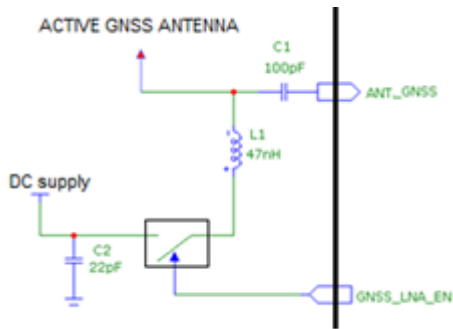 ACTIVE GNSS ANTENNA
C1
100pF
ANT_GNSS
L1
47nH
DC supply
C2
22pF
GNSS_LNA_EN